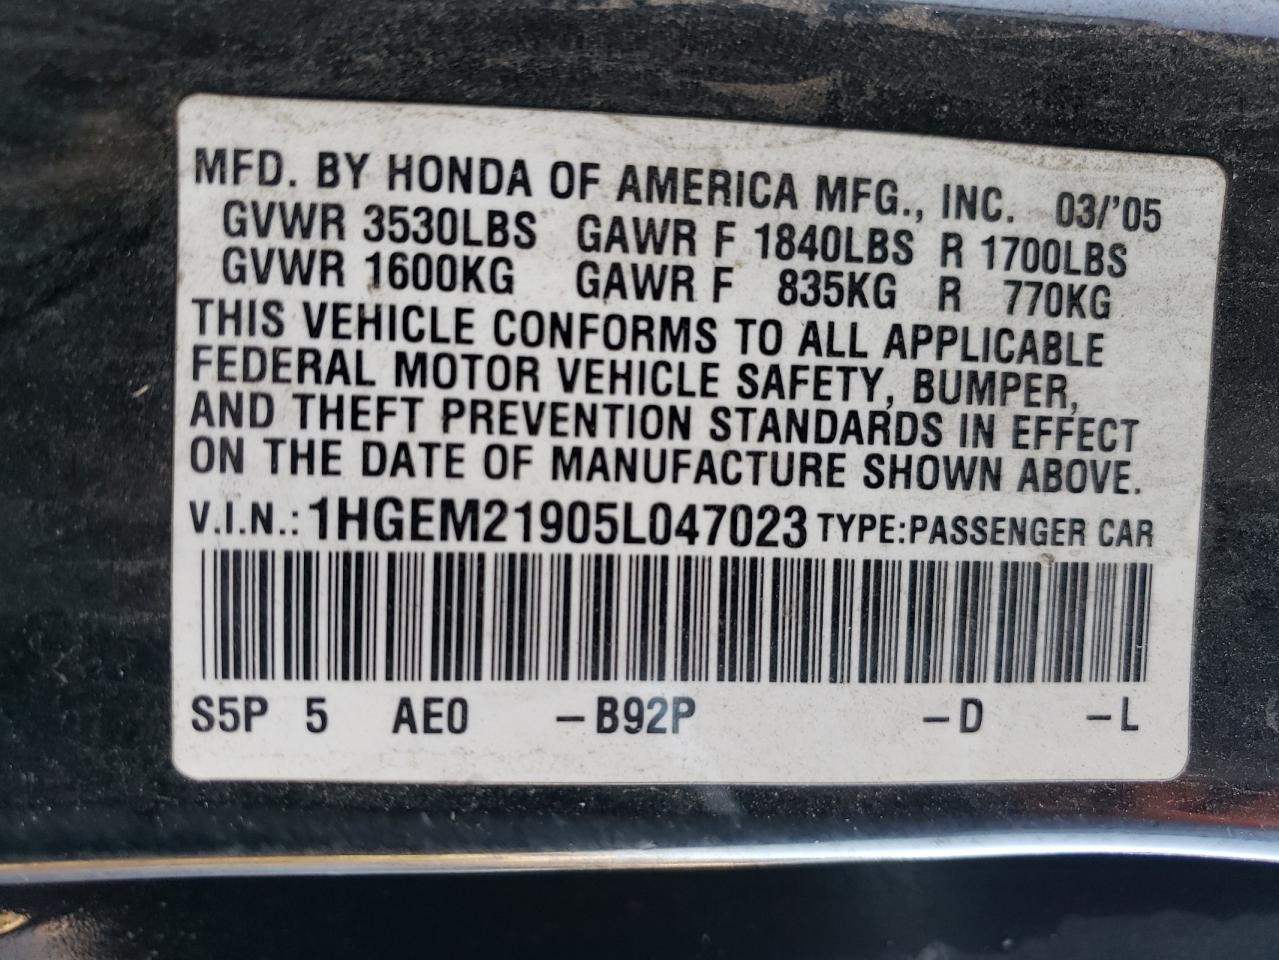 MFD. BY HONDA OF AMERICA MFG., INC. 03/'05
GVWR 3530LBS GAWR F 1840LBS R 1700LBS
GVWR 1600KG GAWR F 835KG R 770KG
THIS VEHICLE CONFORMS TO ALL APPLICABLE
FEDERAL MOTOR VEHICLE SAFETY, BUMPER,
AND THEFT PREVENTION STANDARDS IN EFFECT
ON THE DATE OF MANUFACTURE SHOWN ABOVE.
V.I.N.: 1HGEM21905L047023 TYPE: PASSENGER CAR
S5P 5 AE0 –B92P –D –L